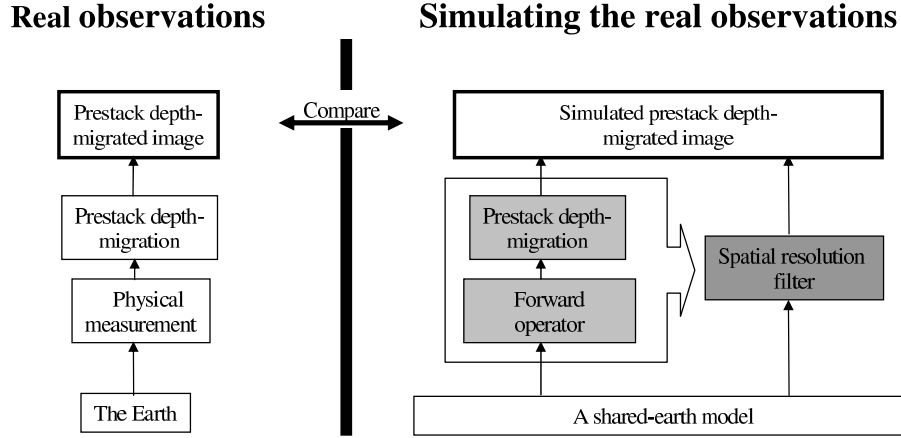 Real observations
Simulating the real observations
Prestack depth-
migrated image
Compare
Simulated prestack depth-
migrated image
Prestack depth-
migration
Physical
measurement
The Earth
Prestack depth-
migration
Forward
operator
Spatial resolution
filter
A shared-earth model